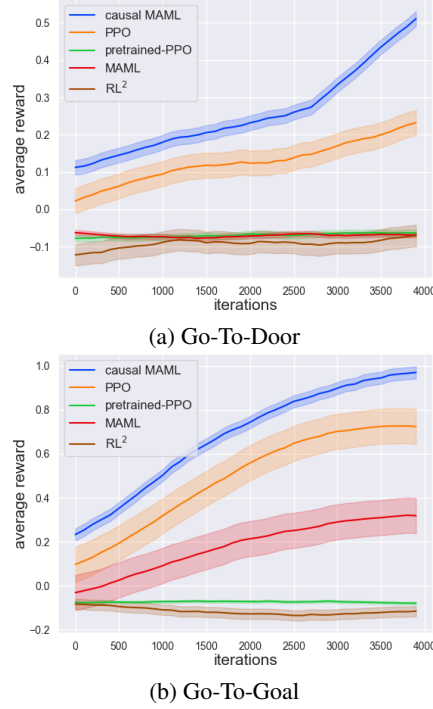 0.5
0.4
0.3
0.2
0.1
0.0
−0.1
average reward
causal MAML
PPO
pretrained-PPO
MAML
RL²
0 500 1000 1500 2000 2500 3000 3500 4000
iterations
(a) Go-To-Door
1.0
0.8
0.6
0.4
0.2
0.0
−0.2
average reward
causal MAML
PPO
pretrained-PPO
MAML
RL²
0 500 1000 1500 2000 2500 3000 3500 4000
iterations
(b) Go-To-Goal